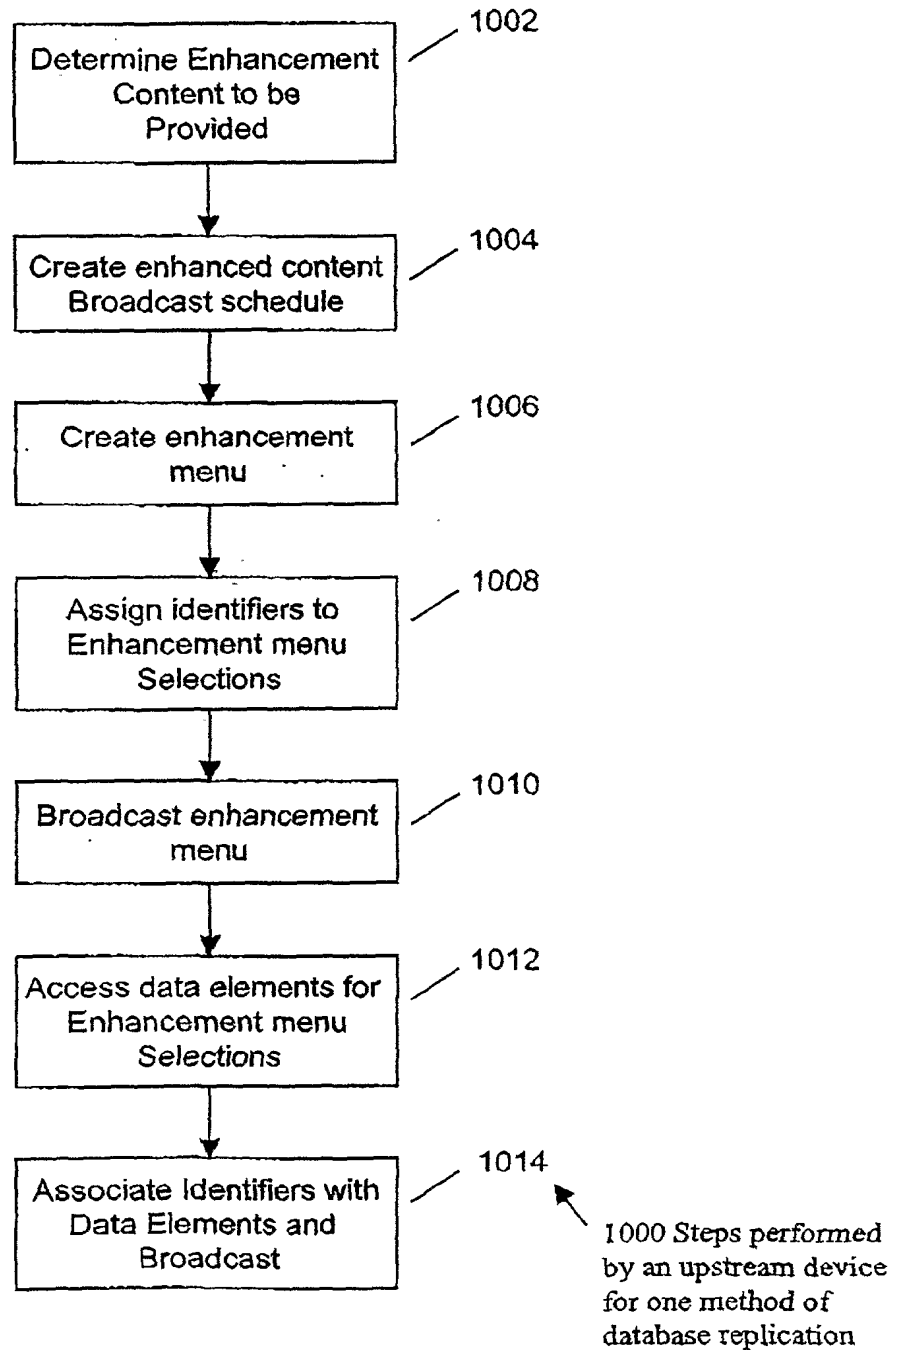 1002
Determine Enhancement
Content to be
Provided
1004
Create enhanced content
Broadcast schedule
1006
Create enhancement
menu
1008
Assign identifiers to
Enhancement menu
Selections
1010
Broadcast enhancement
menu
1012
Access data elements for
Enhancement menu
Selections
1014
Associate Identifiers with
Data Elements and
Broadcast
1000 Steps performed
by an upstream device
for one method of
database replication